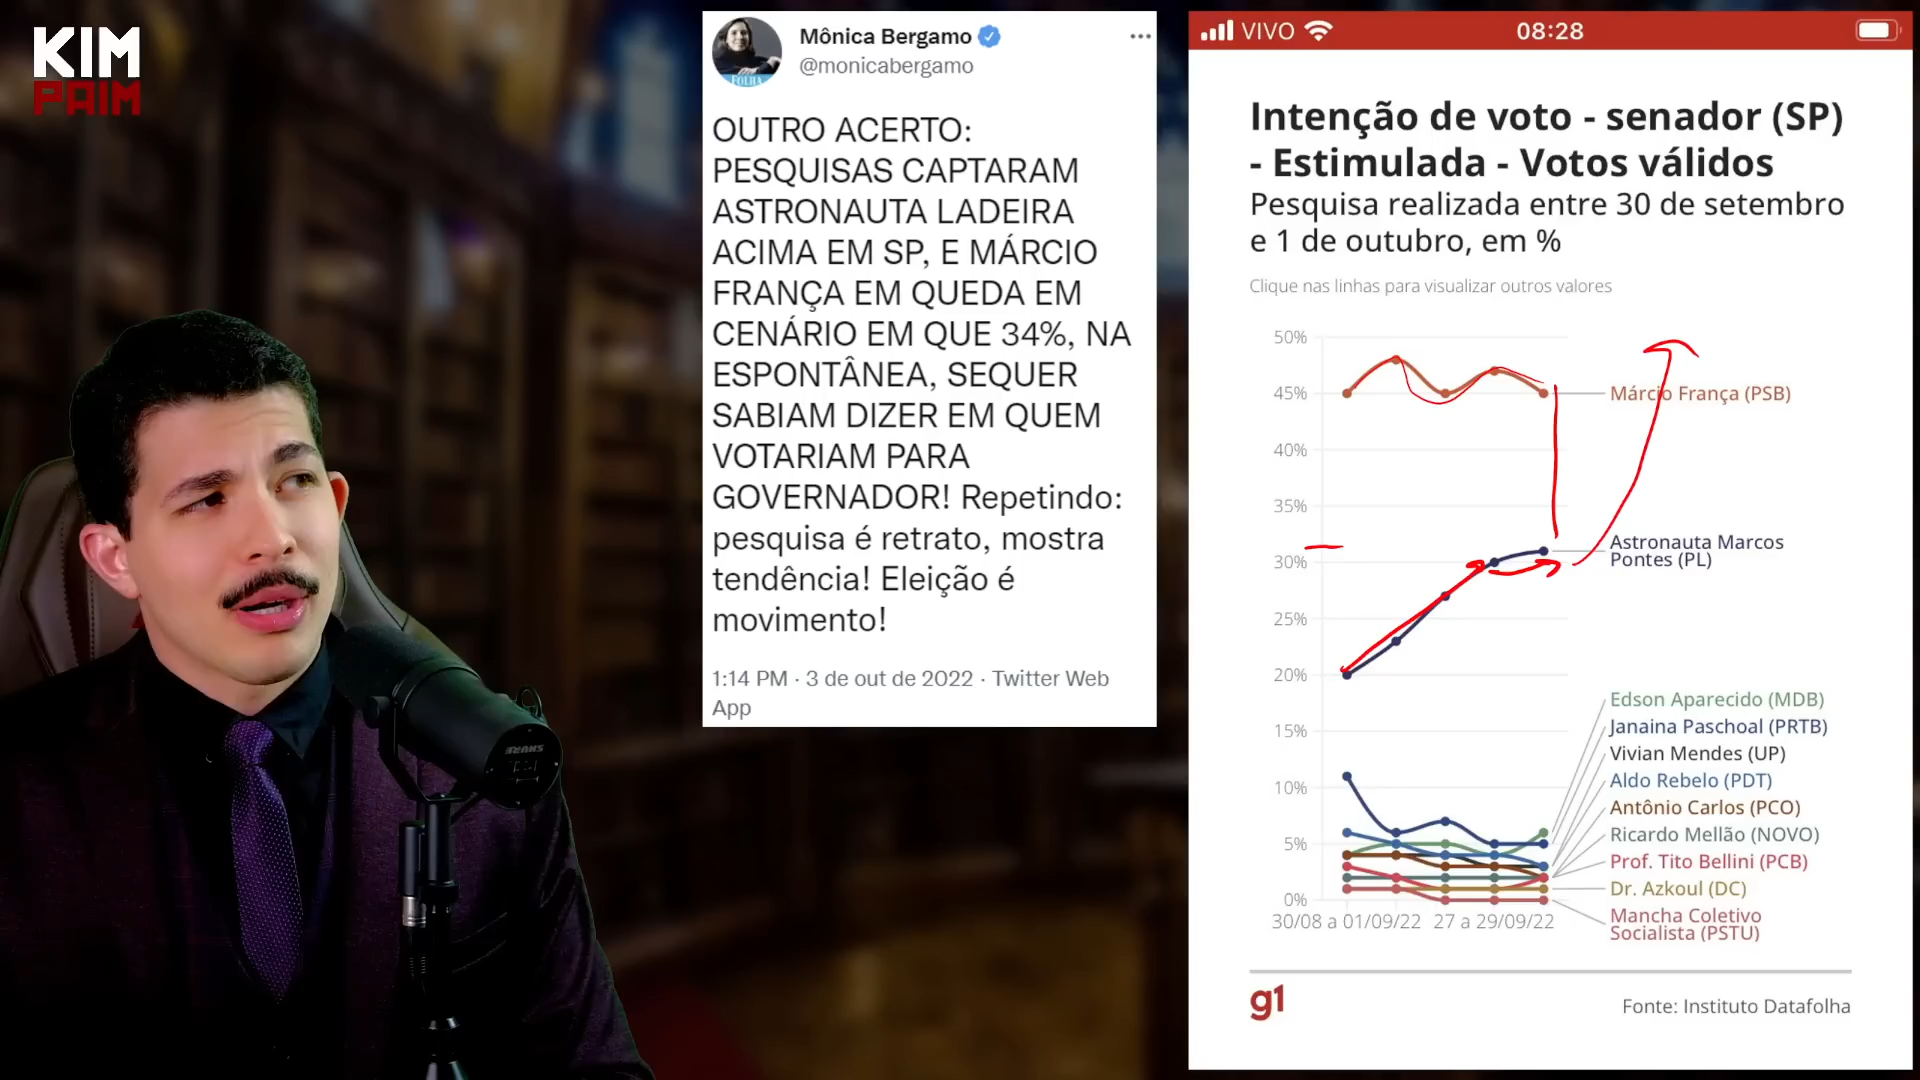 KIM
PAIM
Mônica Bergamo
@monicabergamo
FOLHA
OUTRO ACERTO:
PESQUISAS CAPTARAM
ASTRONAUTA LADEIRA
ACIMA EM SP, E MÁRCIO
FRANÇA EM QUEDA EM
CENÁRIO EM QUE 34%, NA
ESPONTÂNEA, SEQUER
SABIAM DIZER EM QUEM
VOTARIAM PARA
GOVERNADOR! Repetindo:
pesquisa é retrato, mostra
tendência! Eleição é
movimento!
1:14 PM · 3 de out de 2022 · Twitter Web
App
VIVO
08:28
Intenção de voto - senador (SP)
- Estimulada - Votos válidos
Pesquisa realizada entre 30 de setembro
e 1 de outubro, em %
Clique nas linhas para visualizar outros valores
50%
45%
40%
35%
30%
25%
20%
15%
10%
5%
0%
Márcio França (PSB)
Astronauta Marcos
Pontes (PL)
Edson Aparecido (MDB)
Janaina Paschoal (PRTB)
Vivian Mendes (UP)
Aldo Rebelo (PDT)
Antônio Carlos (PCO)
Ricardo Mellão (NOVO)
Prof. Tito Bellini (PCB)
Dr. Azkoul (DC)
Mancha Coletivo
Socialista (PSTU)
30/08 a 01/09/22
27 a 29/09/22
g1
Fonte: Instituto Datafolha